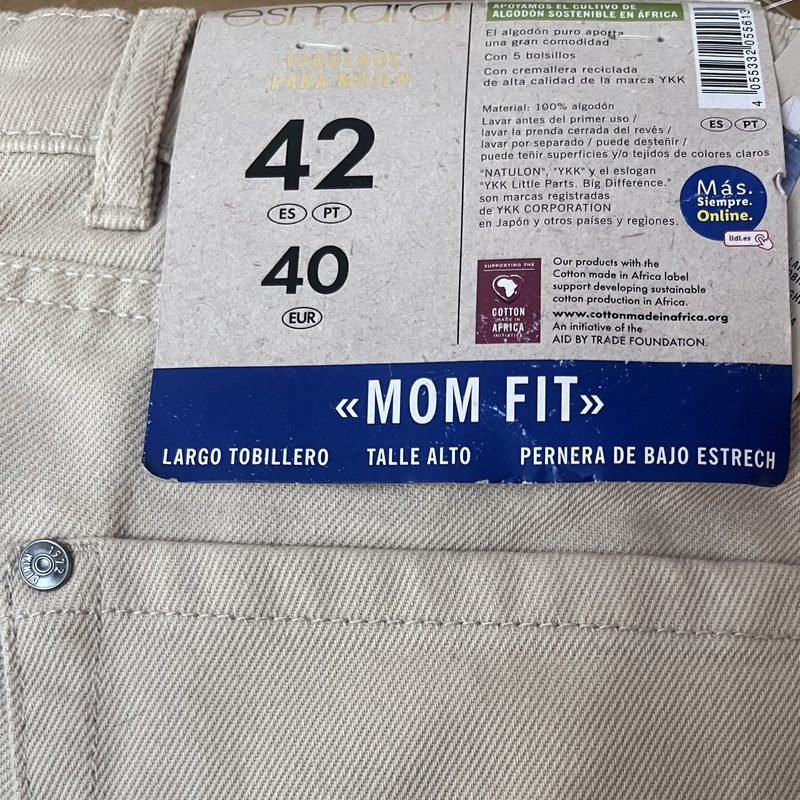 esmara
VAQUEROS
PARA MUJER
42
ES PT
40
EUR
APOYAMOS EL CULTIVO DE
ALGODÓN SOSTENIBLE EN ÁFRICA
El algodón puro aporta
una gran comodidad
Con 5 bolsillos
Con cremallera reciclada
de alta calidad de la marca YKK
Material: 100% algodón
Lavar antes del primer uso /
lavar la prenda cerrada del revés /
lavar por separado / puede desteñir /
puede teñir superficies y/o tejidos de colores claros
ES PT
"NATULON", "YKK" y el eslogan
"YKK Little Parts. Big Difference."
son marcas registradas
de YKK CORPORATION
en Japón y otros países y regiones.
Más.
Siempre.
Online.
lidl.es
4 055332 055613
SUPPORTING THE
COTTON
MADE IN
AFRICA
INITIATIVE
Our products with the
Cotton made in Africa label
support developing sustainable
cotton production in Africa.
www.cottonmadeinafrica.org
An initiative of the
AID BY TRADE FOUNDATION.
«MOM FIT»
LARGO TOBILLERO TALLE ALTO PERNERA DE BAJO ESTRECH
1972
DENIM